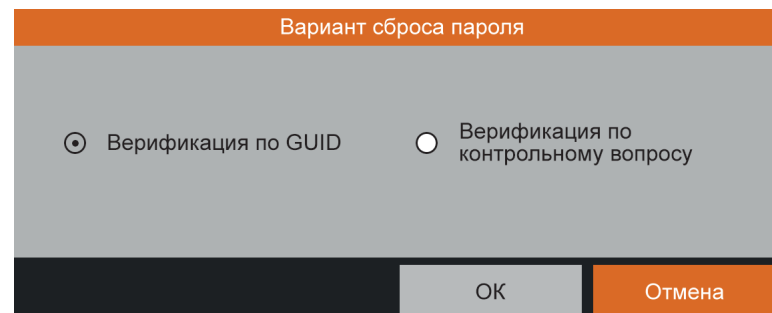 Вариант сброса пароля
Верификация по GUID
Верификация по
контрольному вопросу
ОК
Отмена